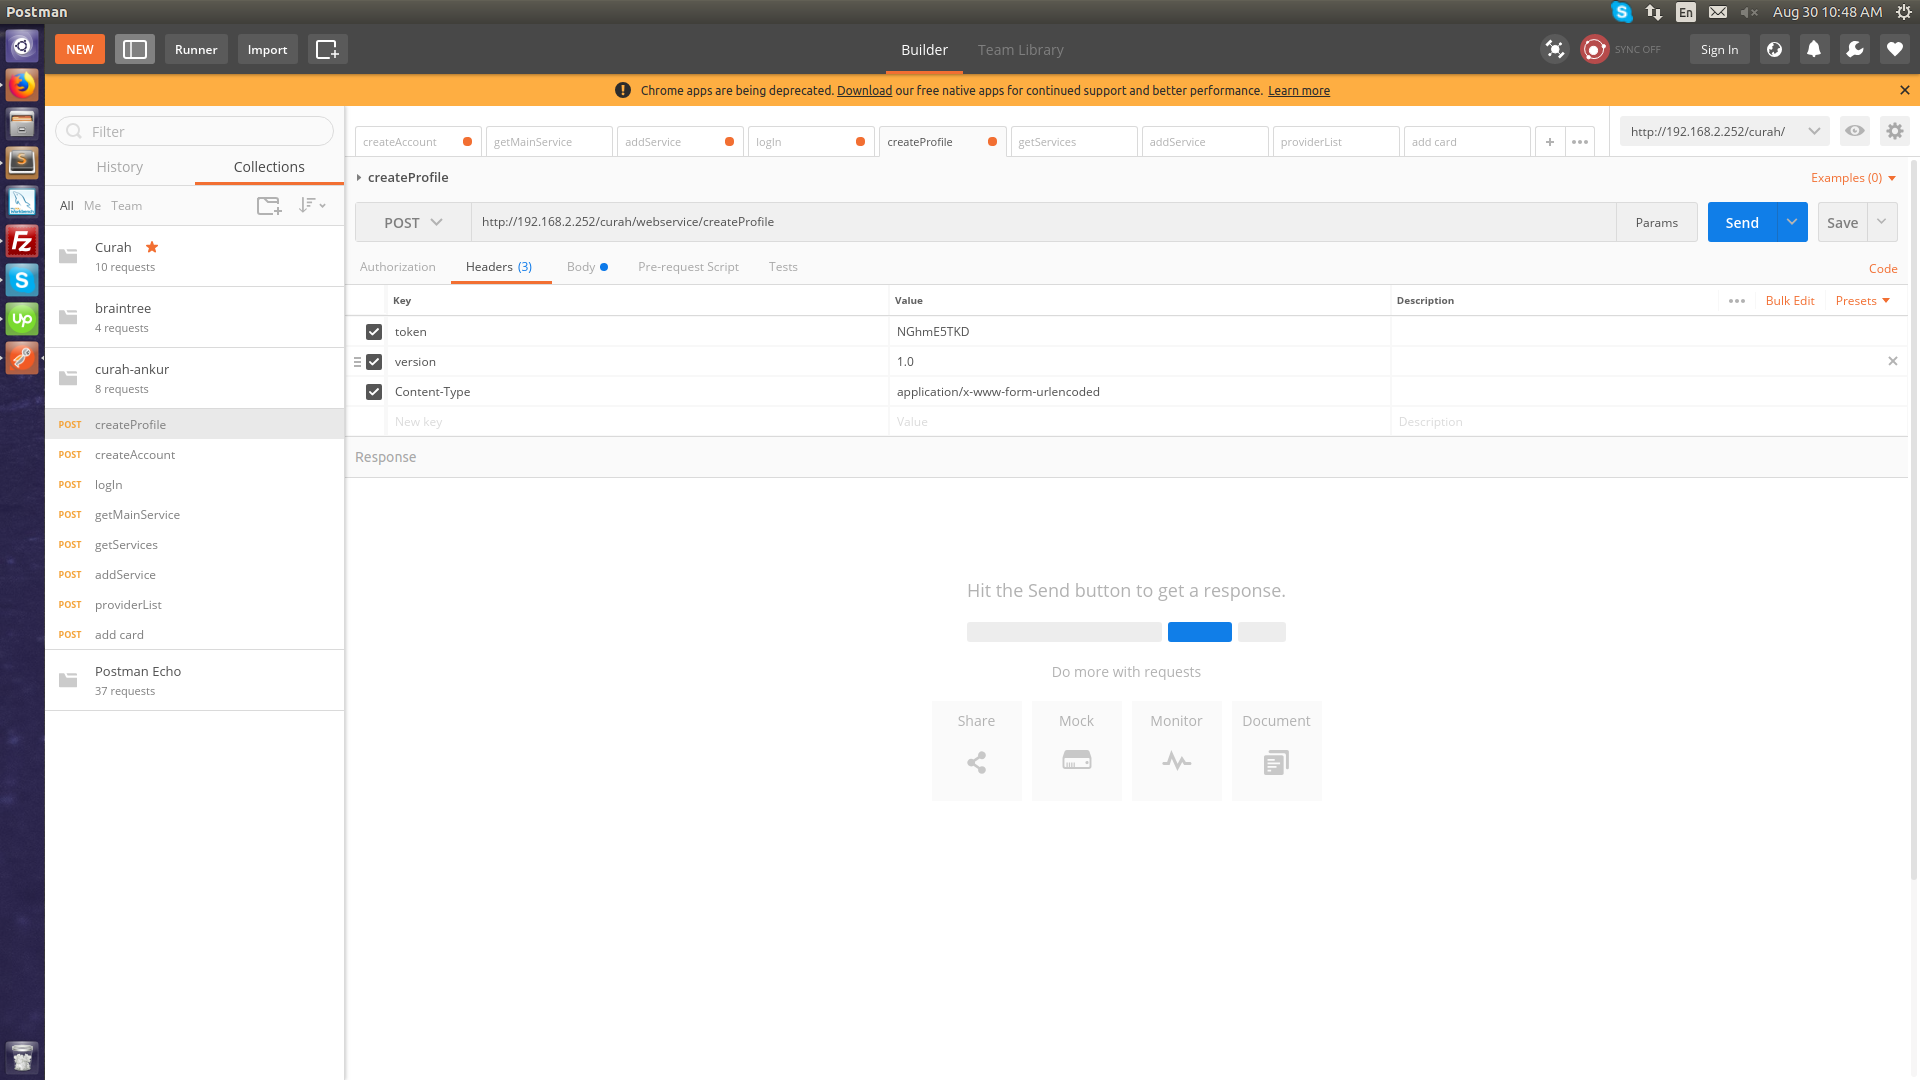 Postman
En
Aug 30 10:48 AM
NEW
Runner
Import
Builder
Team Library
SYNC OFF
Sign In
Chrome apps are being deprecated. Download our free native apps for continued support and better performance. Learn more
Filter
History
Collections
All Me Team
Curah
10 requests
braintree
4 requests
curah-ankur
8 requests
POST createProfile
POST createAccount
POST logIn
POST getMainService
POST getServices
POST addService
POST providerList
POST add card
Postman Echo
37 requests
createAccount
getMainService
addService
logIn
createProfile
getServices
addService
providerList
add card
http://192.168.2.252/curah/
createProfile
Examples (0)
POST
http://192.168.2.252/curah/webservice/createProfile
Params
Send
Save
Authorization
Headers (3)
Body
Pre-request Script
Tests
Code
Key Value Description
Bulk Edit
Presets
token NGhmE5TKD
version 1.0
Content-Type application/x-www-form-urlencoded
New key Value Description
Response
Hit the Send button to get a response.
Do more with requests
Share
Mock
Monitor
Document